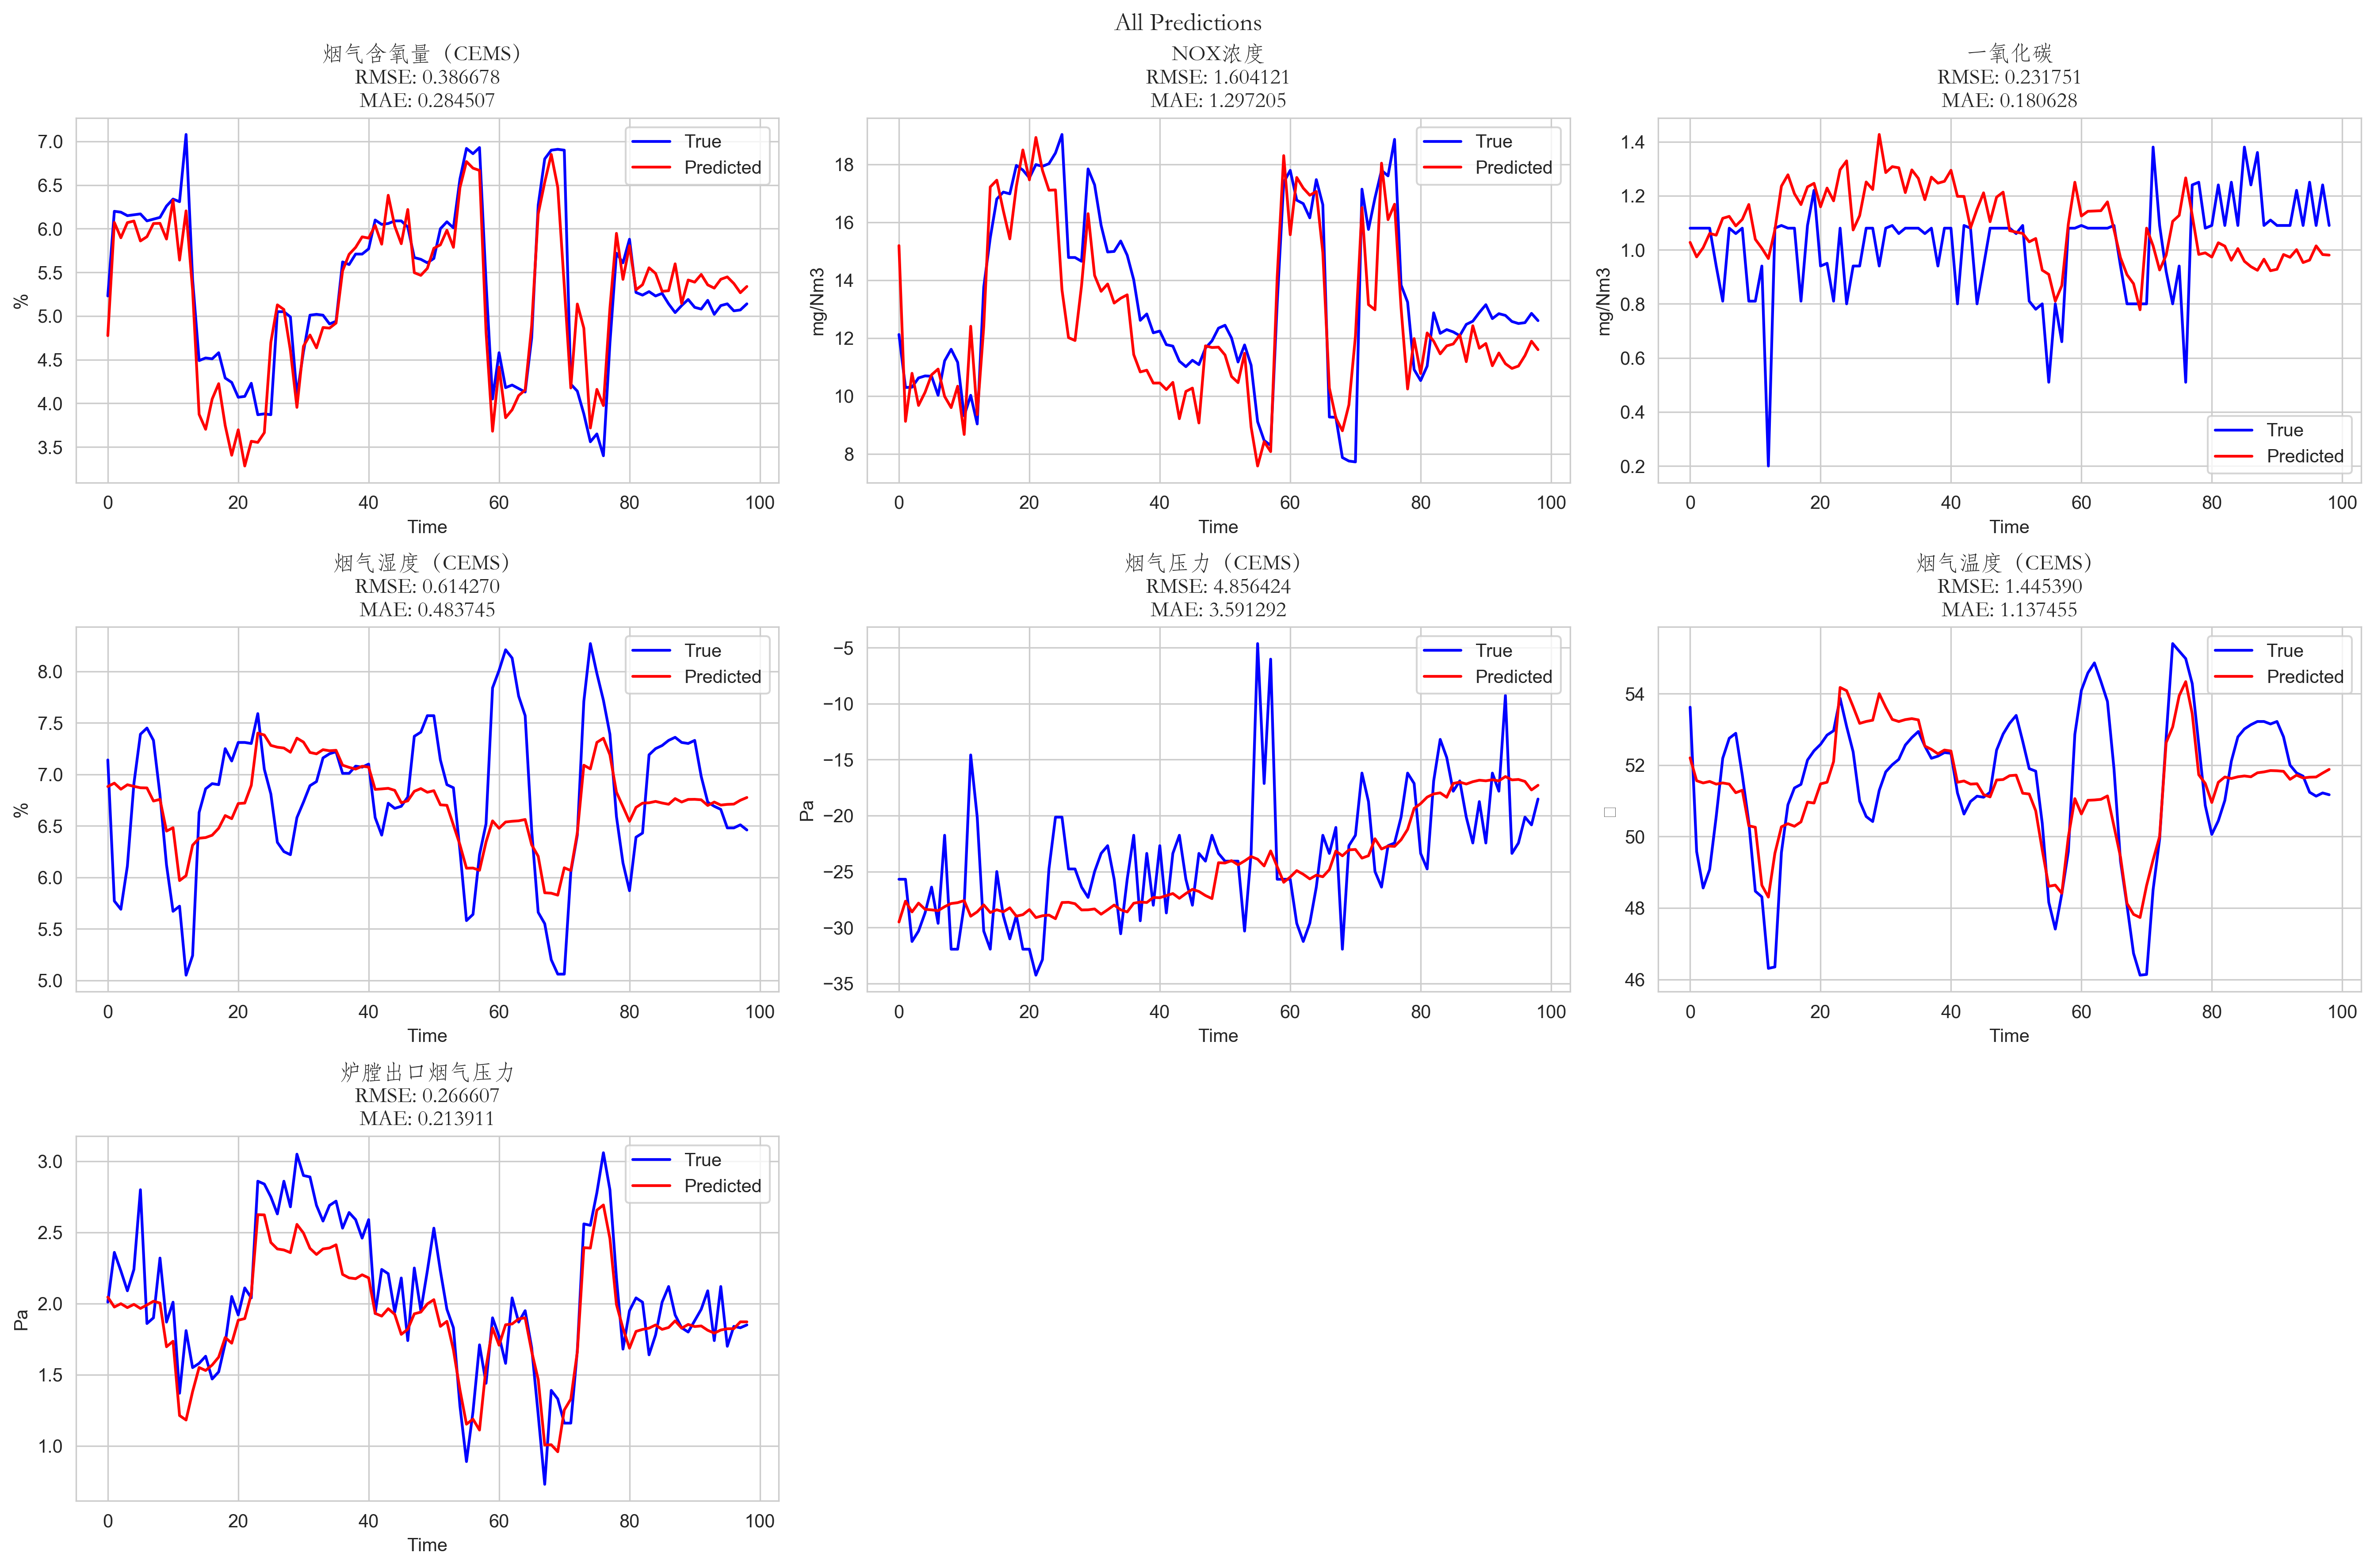 All Predictions
烟气含氧量（CEMS）
RMSE: 0.386678
MAE: 0.284507
%
7.0
6.5
6.0
5.5
5.0
4.5
4.0
3.5
True
Predicted
0 20 40 60 80 100
Time
NOX浓度
RMSE: 1.604121
MAE: 1.297205
mg/Nm3
18
16
14
12
10
8
True
Predicted
0 20 40 60 80 100
Time
一氧化碳
RMSE: 0.231751
MAE: 0.180628
mg/Nm3
1.4
1.2
1.0
0.8
0.6
0.4
0.2
True
Predicted
0 20 40 60 80 100
Time
烟气湿度（CEMS）
RMSE: 0.614270
MAE: 0.483745
%
8.0
7.5
7.0
6.5
6.0
5.5
5.0
True
Predicted
0 20 40 60 80 100
Time
烟气压力（CEMS）
RMSE: 4.856424
MAE: 3.591292
Pa
−5
−10
−15
−20
−25
−30
−35
True
Predicted
0 20 40 60 80 100
Time
烟气温度（CEMS）
RMSE: 1.445390
MAE: 1.137455
□
54
52
50
48
46
True
Predicted
0 20 40 60 80 100
Time
炉膛出口烟气压力
RMSE: 0.266607
MAE: 0.213911
Pa
3.0
2.5
2.0
1.5
1.0
True
Predicted
0 20 40 60 80 100
Time